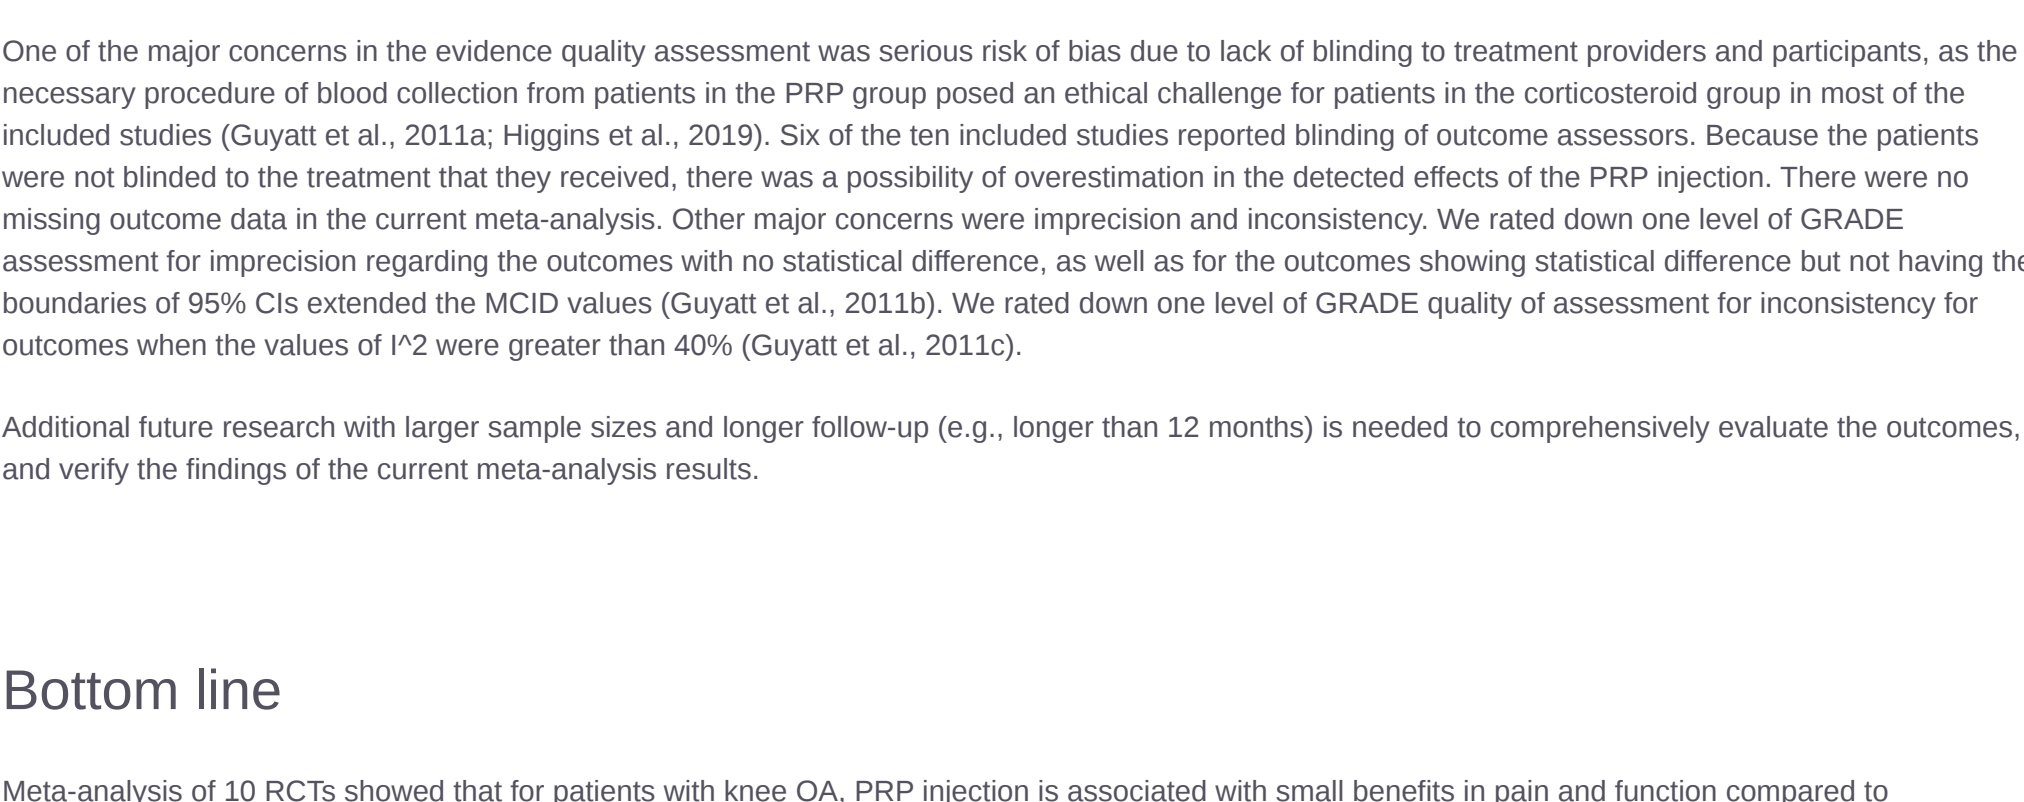 One of the major concerns in the evidence quality assessment was serious risk of bias due to lack of blinding to treatment providers and participants, as the
necessary procedure of blood collection from patients in the PRP group posed an ethical challenge for patients in the corticosteroid group in most of the
included studies (Guyatt et al., 2011a; Higgins et al., 2019). Six of the ten included studies reported blinding of outcome assessors. Because the patients
were not blinded to the treatment that they received, there was a possibility of overestimation in the detected effects of the PRP injection. There were no
missing outcome data in the current meta-analysis. Other major concerns were imprecision and inconsistency. We rated down one level of GRADE
assessment for imprecision regarding the outcomes with no statistical difference, as well as for the outcomes showing statistical difference but not having the
boundaries of 95% CIs extended the MCID values (Guyatt et al., 2011b). We rated down one level of GRADE quality of assessment for inconsistency for
outcomes when the values of I^2 were greater than 40% (Guyatt et al., 2011c).
Additional future research with larger sample sizes and longer follow-up (e.g., longer than 12 months) is needed to comprehensively evaluate the outcomes,
and verify the findings of the current meta-analysis results.
Bottom line
Meta-analysis of 10 RCTs showed that for patients with knee OA, PRP injection is associated with small benefits in pain and function compared to